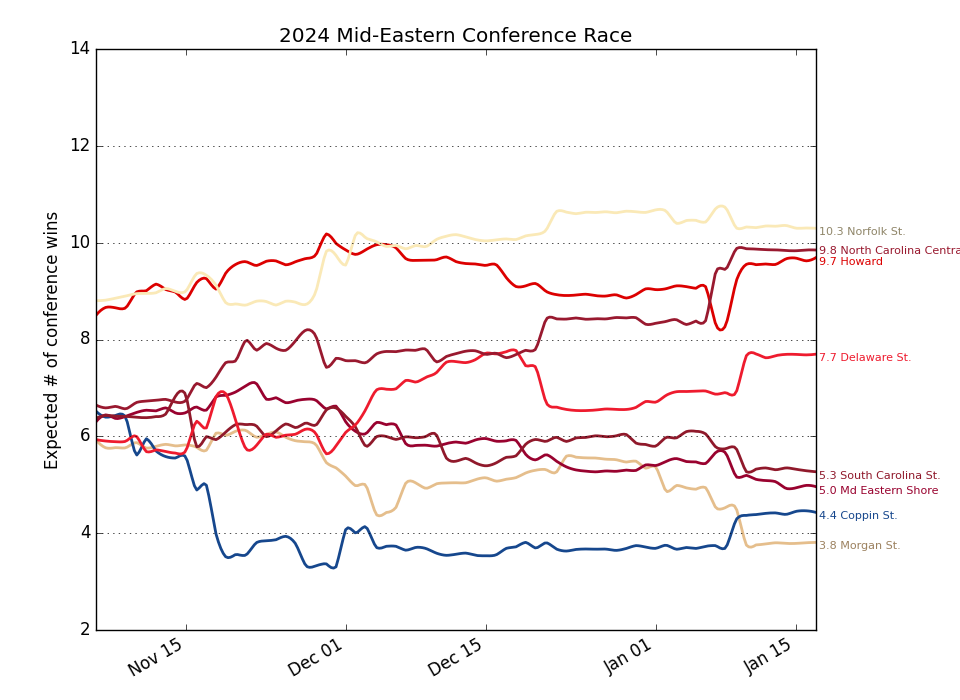 2024 Mid-Eastern Conference Race
Expected # of conference wins
14
12
10
8
6
4
2
10.3 Norfolk St.
9.8 North Carolina Centra
9.7 Howard
7.7 Delaware St.
5.3 South Carolina St.
5.0 Md Eastern Shore
4.4 Coppin St.
3.8 Morgan St.
Nov 15
Dec 01
Dec 15
Jan 01
Jan 15